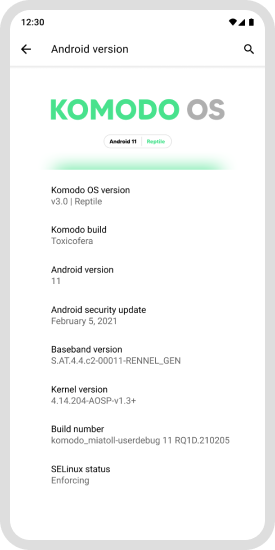 12:30
Android version
KOMODO OS
Android 11 Reptile
Komodo OS version
v3.0 | Reptile
Komodo build
Toxicofera
Android version
11
Android security update
February 5, 2021
Baseband version
S.AT.4.4.c2-00011-RENNEL_GEN
Kernel version
4.14.204-AOSP-v1.3+
Build number
komodo_miatoll-userdebug 11 RQ1D.210205
SELinux status
Enforcing